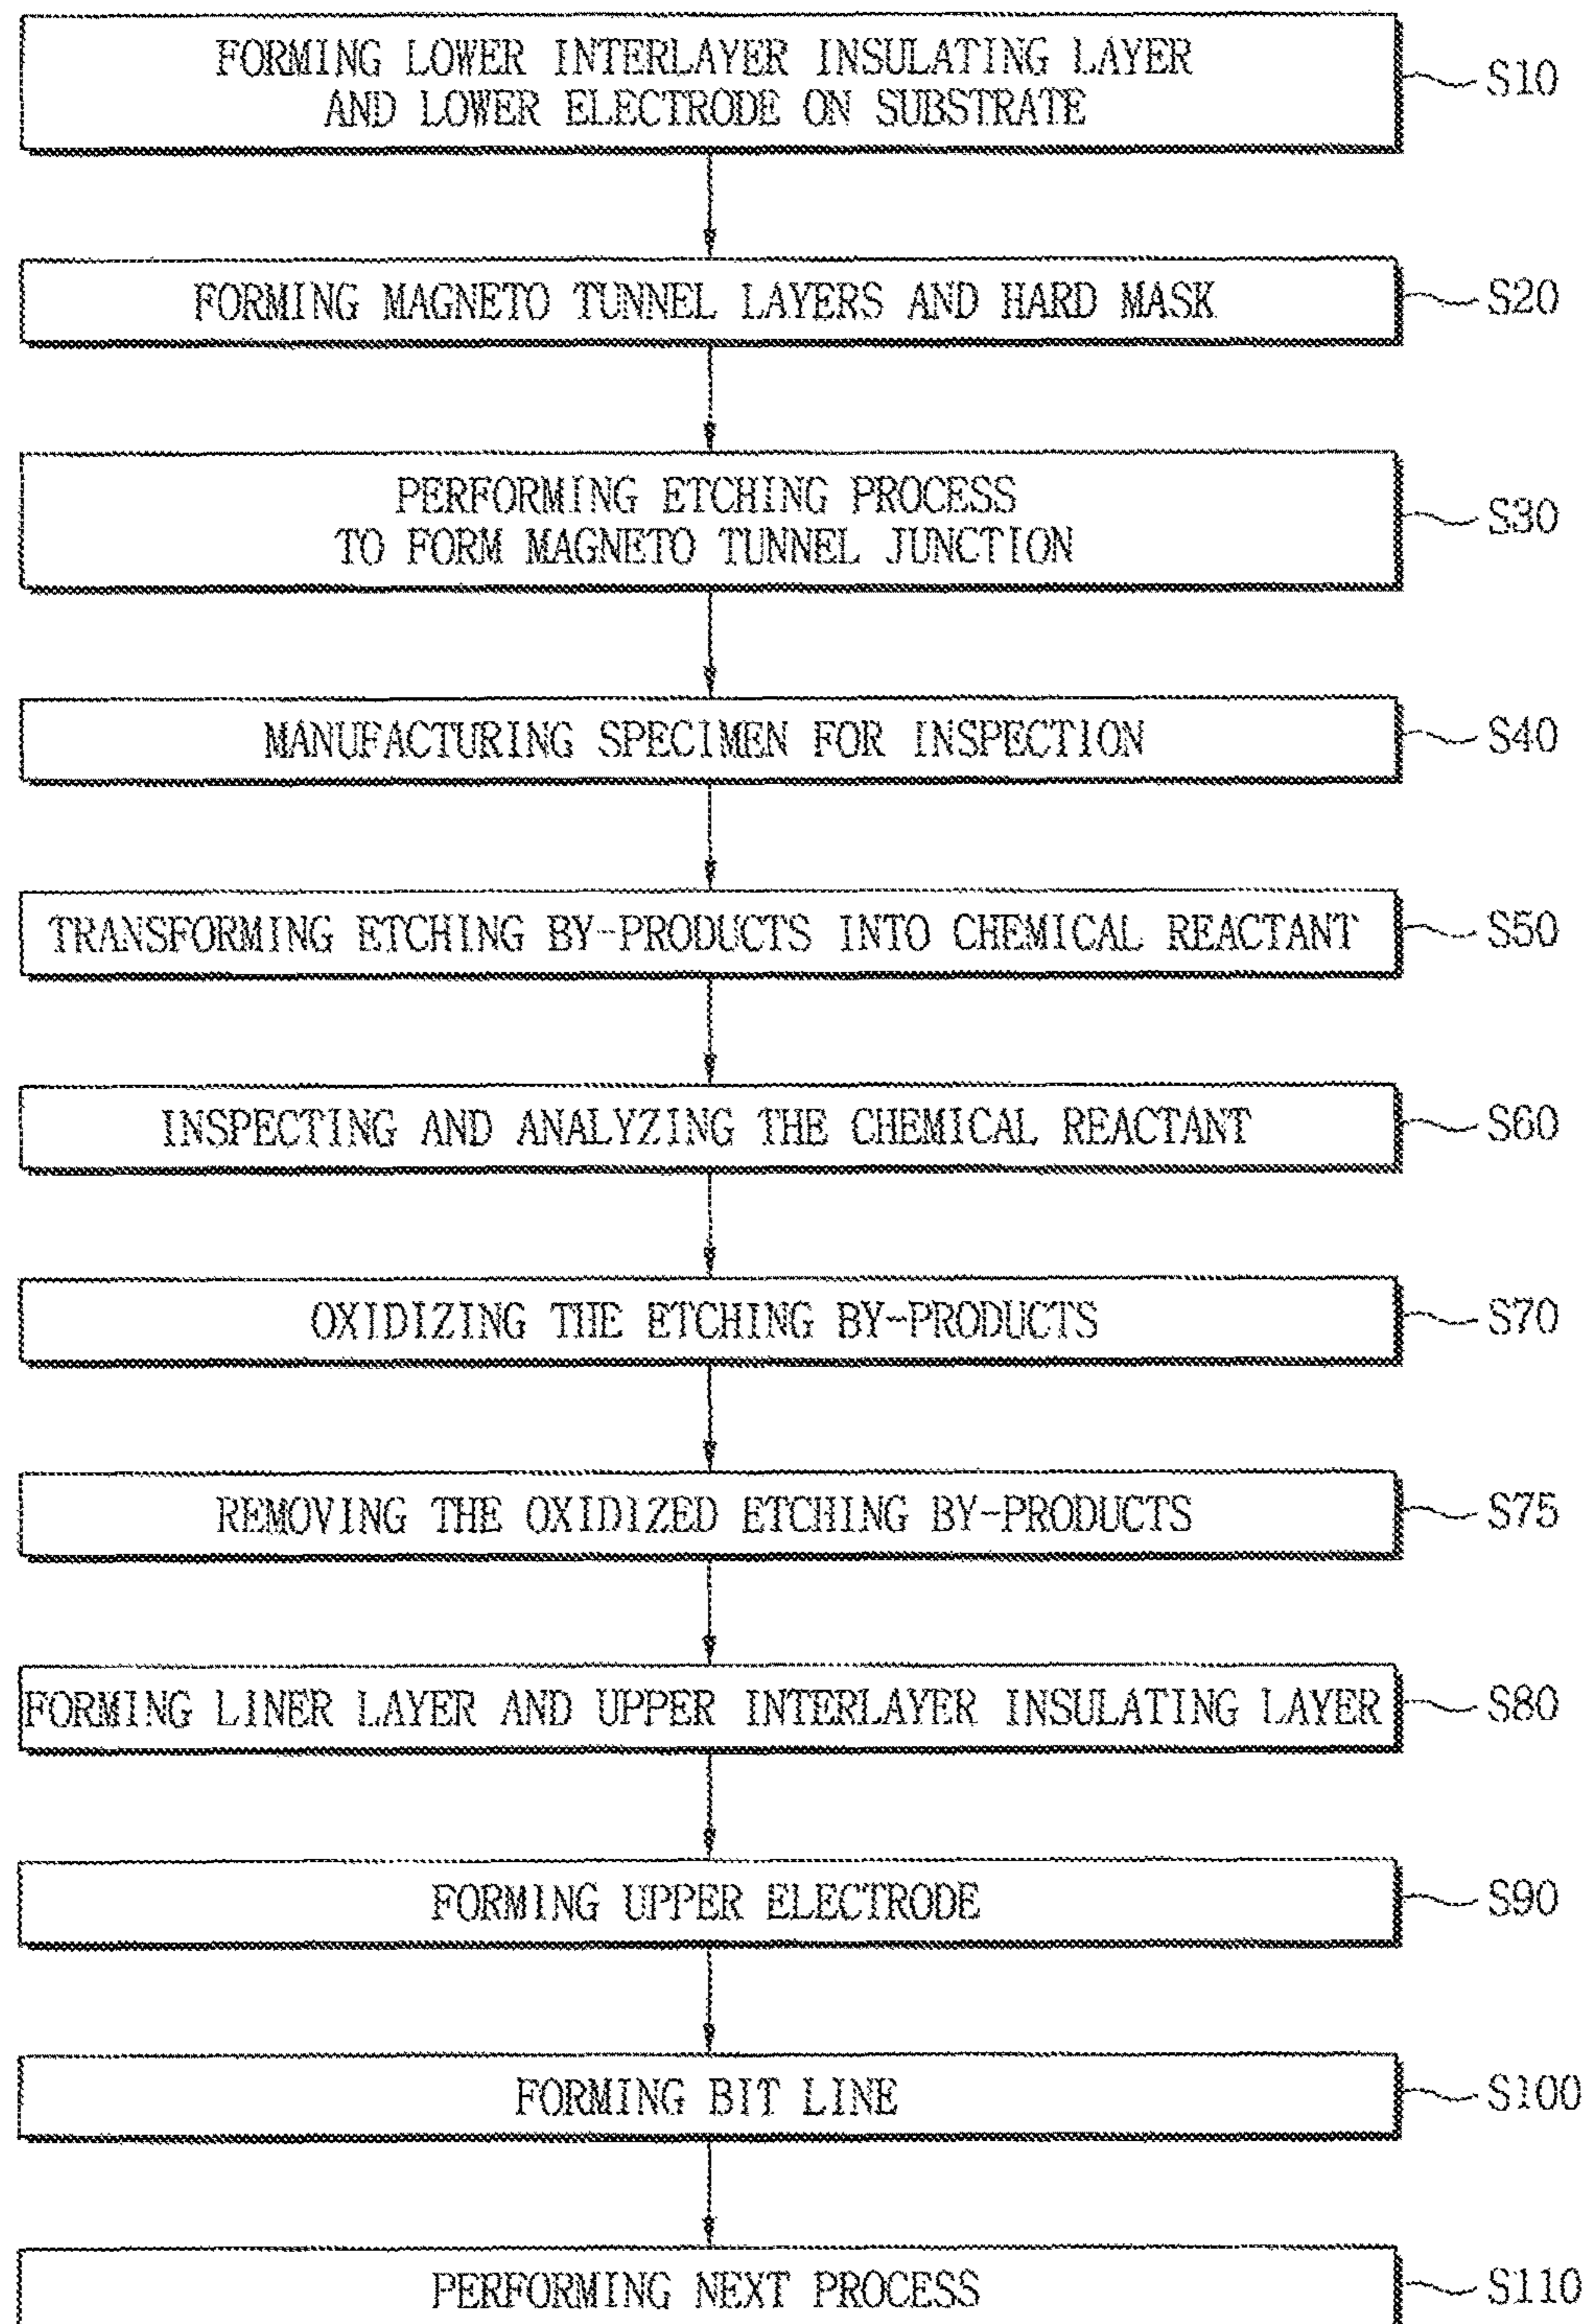 FORMING LOWER INTERLAYER INSULATING LAYER
AND LOWER ELECTRODE ON SUBSTRATE
S10
FORMING MAGNETO TUNNEL LAYERS AND HARD MASK
S20
PERFORMING ETCHING PROCESS
TO FORM MAGNETO TUNNEL JUNCTION
S30
MANUFACTURING SPECIMEN FOR INSPECTION
S40
TRANSFORMING ETCHING BY-PRODUCTS INTO CHEMICAL REACTANT
S50
INSPECTING AND ANALYZING THE CHEMICAL REACTANT
S60
OXIDIZING THE ETCHING BY-PRODUCTS
S70
REMOVING THE OXIDIZED ETCHING BY-PRODUCTS
S75
FORMING LINER LAYER AND UPPER INTERLAYER INSULATING LAYER
S80
FORMING UPPER ELECTRODE
S90
FORMING BIT LINE
S100
PERFORMING NEXT PROCESS
S110